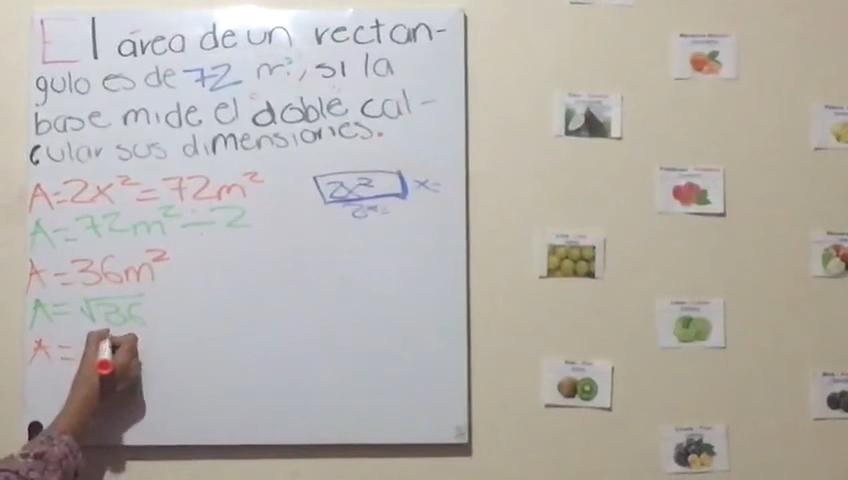 El área de un rectan-
gulo es de 72 m², si la
base mide el doble cal-
cular sus dimensiones.
A=2x²=72m²
2x² x=
2x=
A=72m²÷2
A=36m²
A=√36
A=